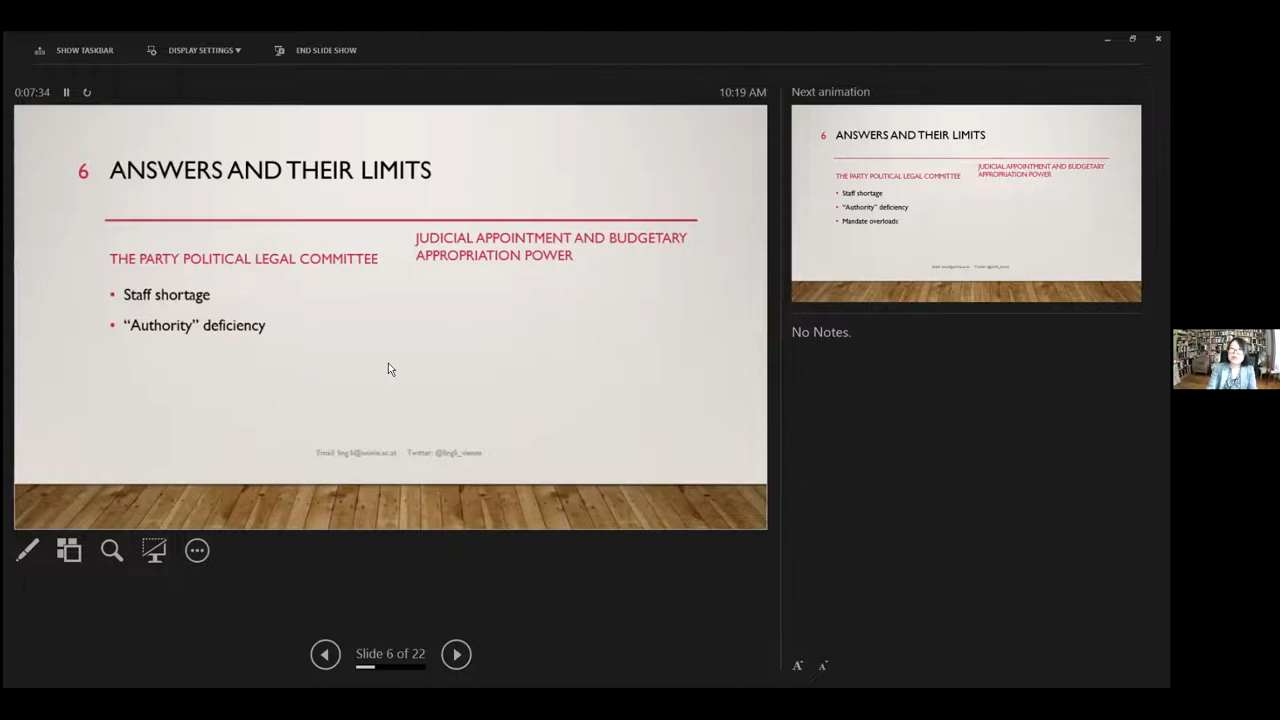 SHOW TASKBAR
DISPLAY SETTINGS ▾
END SLIDE SHOW
0:07:34
10:19 AM
6 ANSWERS AND THEIR LIMITS
THE PARTY POLITICAL LEGAL COMMITTEE
• Staff shortage
• “Authority” deficiency
JUDICIAL APPOINTMENT AND BUDGETARY
APPROPRIATION POWER
Email: Twitter:
Slide 6 of 22
Next animation
6 ANSWERS AND THEIR LIMITS
THE PARTY POLITICAL LEGAL COMMITTEE
• Staff shortage
• “Authority” deficiency
• Mandate overloads
JUDICIAL APPOINTMENT AND BUDGETARY
APPROPRIATION POWER
No Notes.
A A